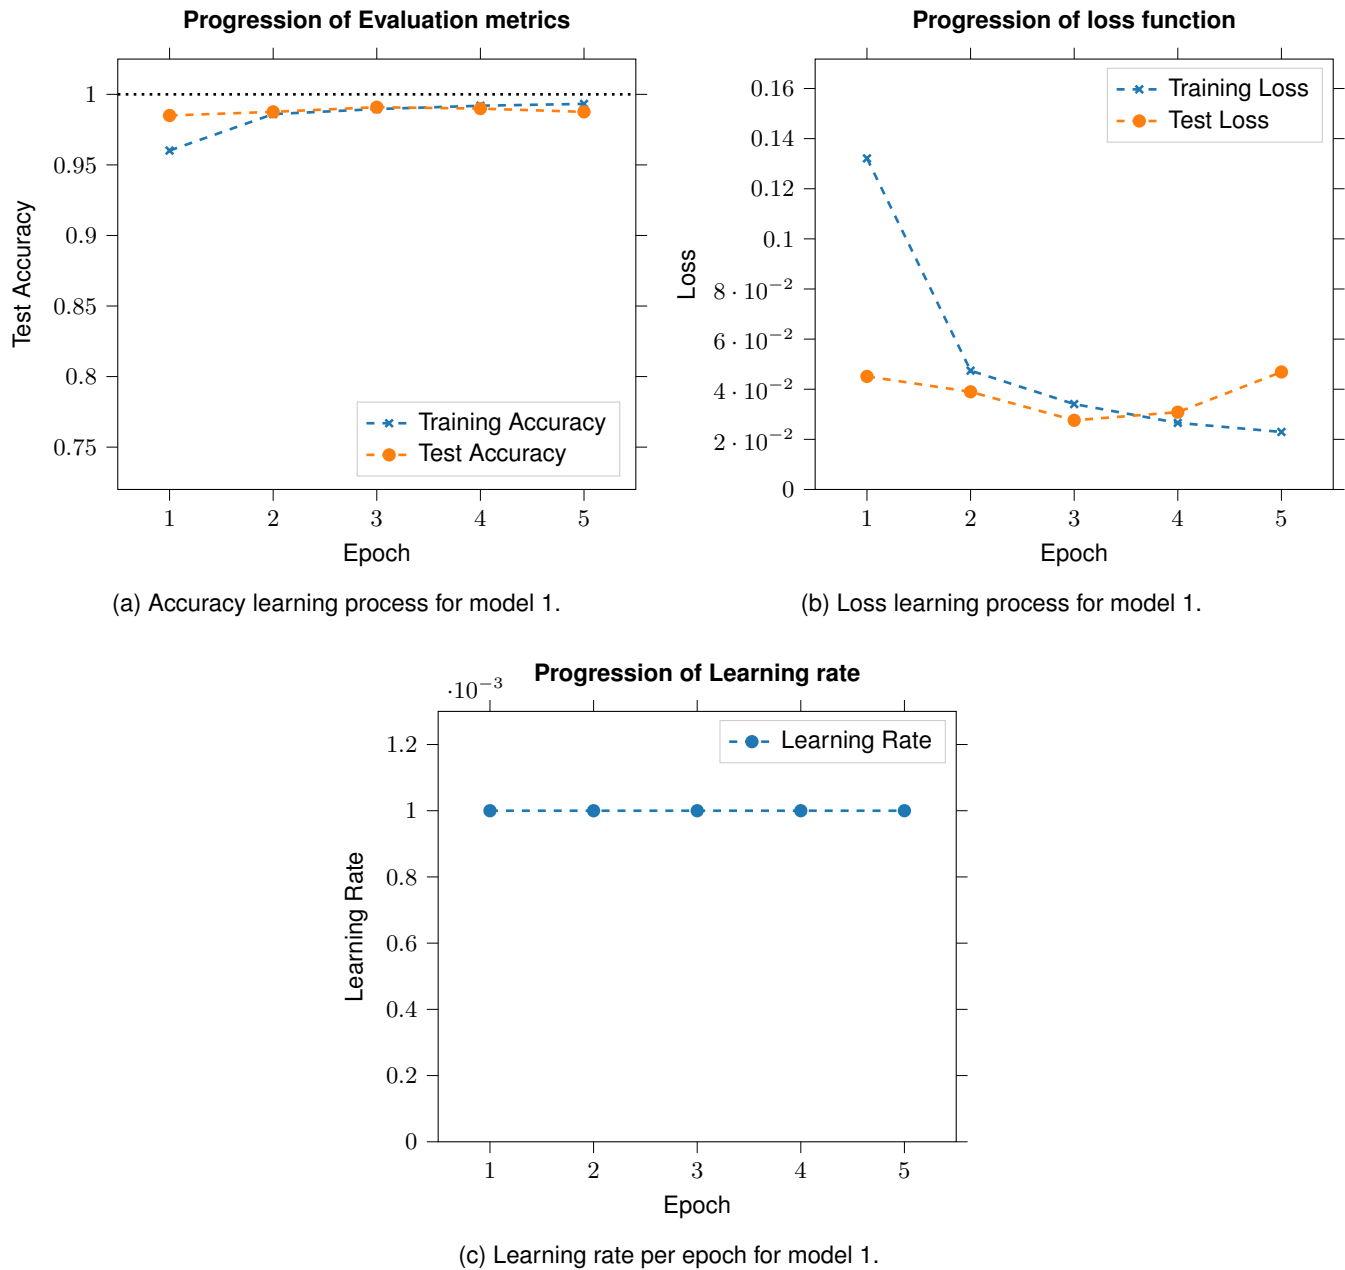 Progression of Evaluation metrics
1
0.95
0.9
0.85
0.8
0.75
Test Accuracy
Training Accuracy
Test Accuracy
1 2 3 4 5
Epoch
(a) Accuracy learning process for model 1.
Progression of loss function
0.16
0.14
0.12
0.1
8 · 10⁻²
6 · 10⁻²
4 · 10⁻²
2 · 10⁻²
0
Loss
Training Loss
Test Loss
1 2 3 4 5
Epoch
(b) Loss learning process for model 1.
Progression of Learning rate
·10⁻³
1.2
1
0.8
0.6
0.4
0.2
0
Learning Rate
Learning Rate
1 2 3 4 5
Epoch
(c) Learning rate per epoch for model 1.